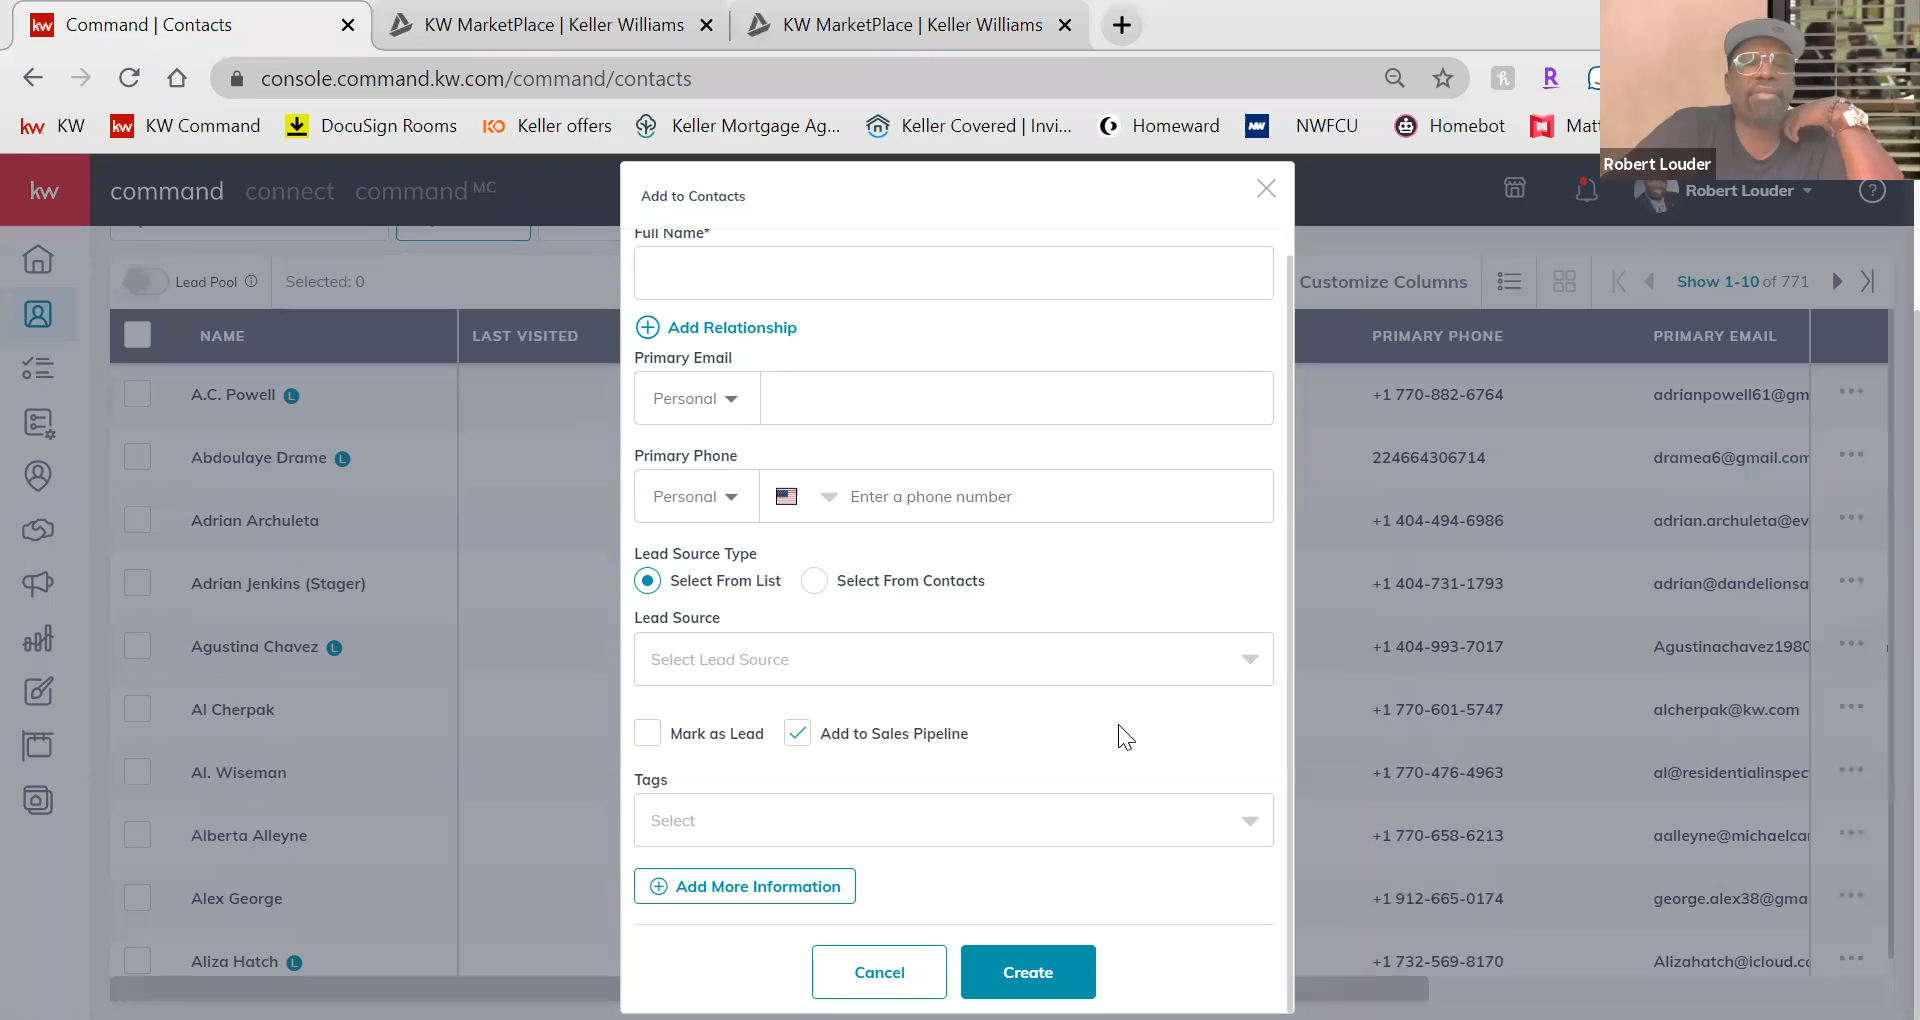 kw Command | Contacts
KW MarketPlace | Keller Williams
KW MarketPlace | Keller Williams
console.command.kw.com/command/contacts
kw KW
kw KW Command
DocuSign Rooms
KO Keller offers
Keller Mortgage Ag...
Keller Covered | Invi...
Homeward
NW NWFCU
Homebot
Matt
Robert Louder
kw
command connect command MC
Robert Louder
Add to Contacts
Full Name*
Add Relationship
Primary Email
Personal
Primary Phone
Personal
Enter a phone number
Lead Source Type
Select From List
Select From Contacts
Lead Source
Select Lead Source
Mark as Lead
Add to Sales Pipeline
Tags
Select
Add More Information
Cancel
Create
Lead Pool
Selected: 0
Customize Columns
Show 1-10 of 771
NAME LAST VISITED PRIMARY PHONE PRIMARY EMAIL
A.C. Powell L +1 770-882-6764 adrianpowell61@gm
Abdoulaye Drame L 224664306714 dramea6@gmail.com
Adrian Archuleta +1 404-494-6986 adrian.archuleta@ev
Adrian Jenkins (Stager) +1 404-731-1793 adrian@dandelionsa
Agustina Chavez L +1 404-993-7017 Agustinachavez1980
Al Cherpak +1 770-601-5747 alcherpak@kw.com
Al. Wiseman +1 770-476-4963 al@residentialinspec
Alberta Alleyne +1 770-658-6213 aalleyne@michaelcar
Alex George +1 912-665-0174 george.alex38@gma
Aliza Hatch L +1 732-569-8170 Alizahatch@icloud.co